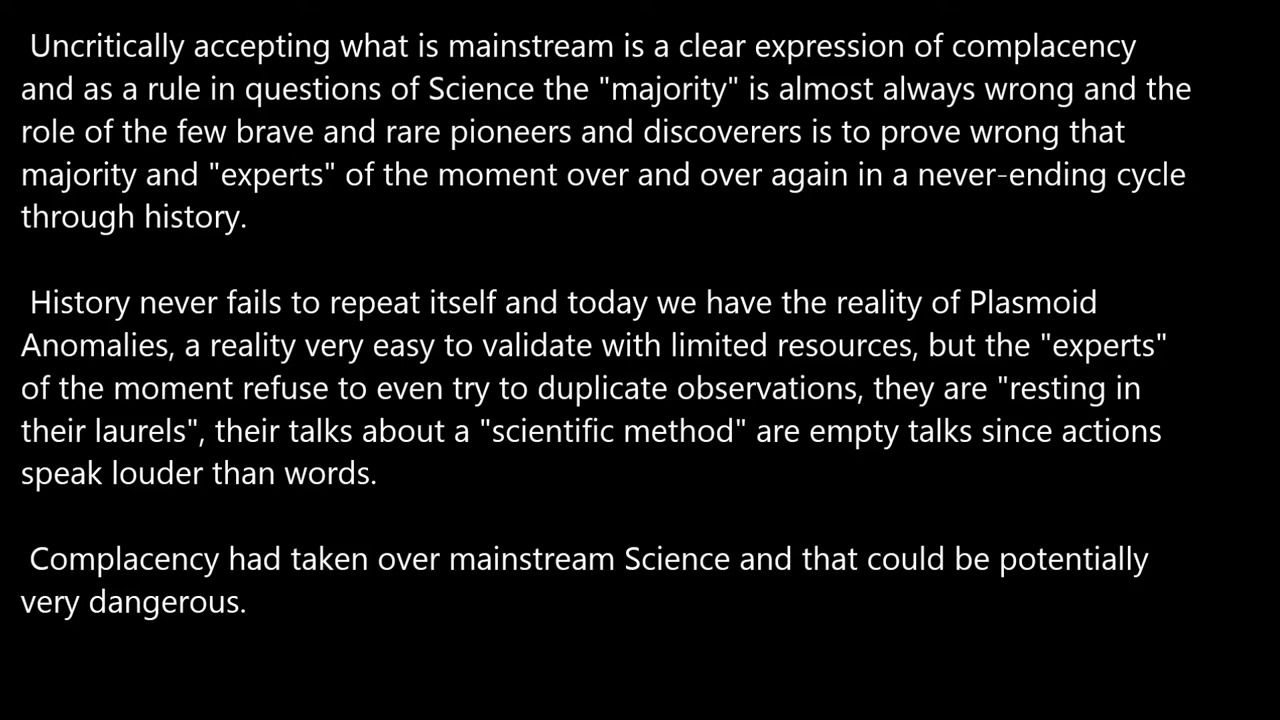 Uncritically accepting what is mainstream is a clear expression of complacency
and as a rule in questions of Science the "majority" is almost always wrong and the
role of the few brave and rare pioneers and discoverers is to prove wrong that
majority and "experts" of the moment over and over again in a never-ending cycle
through history.
History never fails to repeat itself and today we have the reality of Plasmoid
Anomalies, a reality very easy to validate with limited resources, but the "experts"
of the moment refuse to even try to duplicate observations, they are "resting in
their laurels", their talks about a "scientific method" are empty talks since actions
speak louder than words.
Complacency had taken over mainstream Science and that could be potentially
very dangerous.